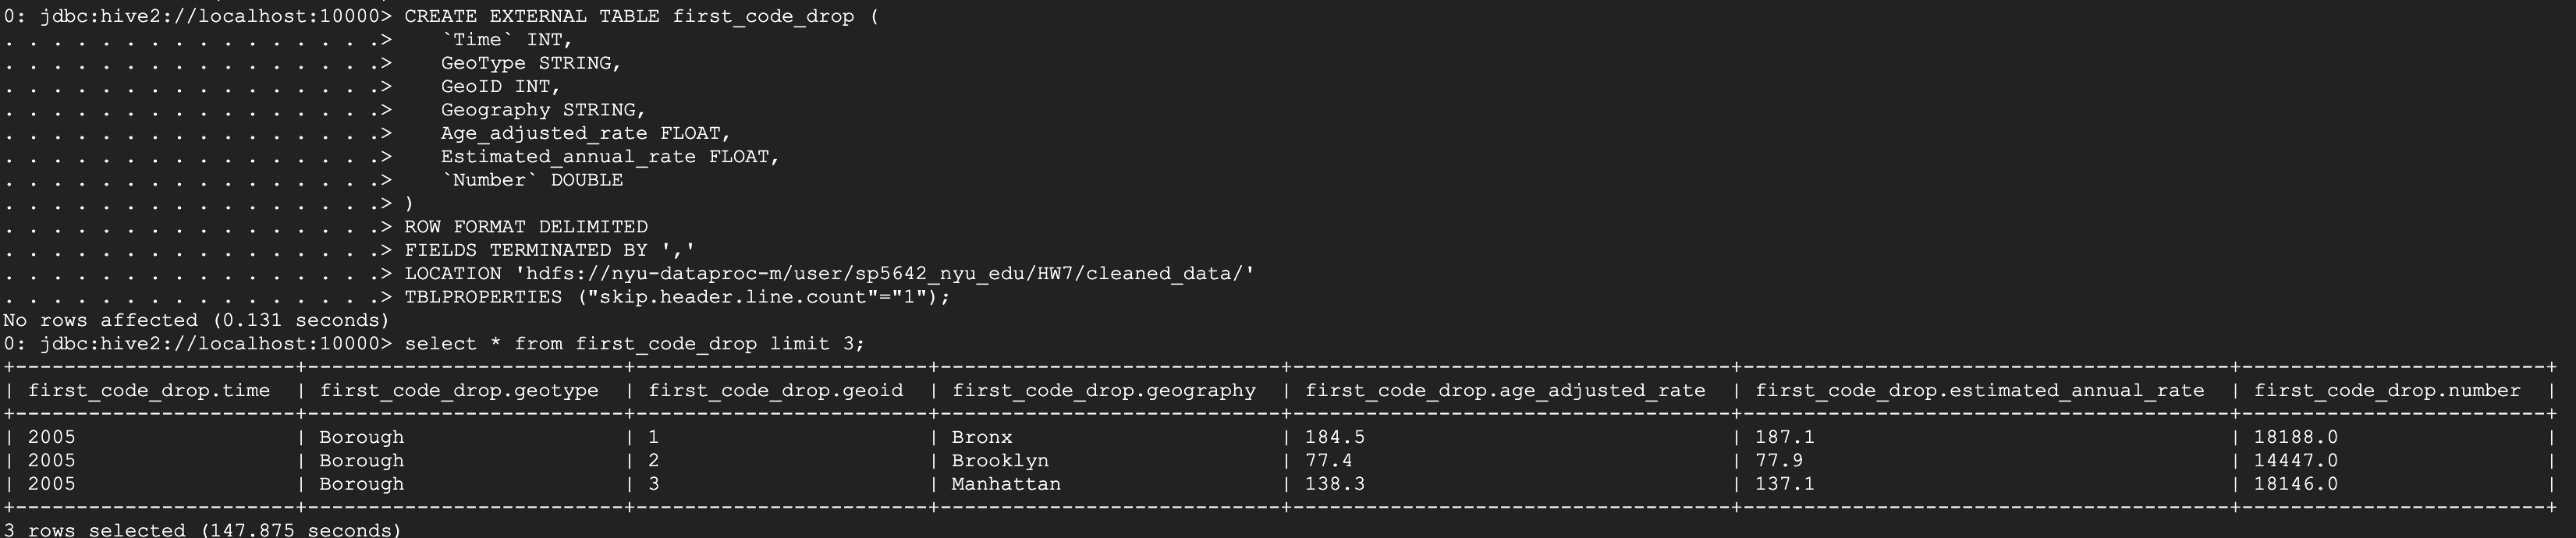 0: jdbc:hive2://localhost:10000> CREATE EXTERNAL TABLE first_code_drop (
. . . . . . . . . . . . . . . .>    `Time` INT,
. . . . . . . . . . . . . . . .>    GeoType STRING,
. . . . . . . . . . . . . . . .>    GeoID INT,
. . . . . . . . . . . . . . . .>    Geography STRING,
. . . . . . . . . . . . . . . .>    Age_adjusted_rate FLOAT,
. . . . . . . . . . . . . . . .>    Estimated_annual_rate FLOAT,
. . . . . . . . . . . . . . . .>    `Number` DOUBLE
. . . . . . . . . . . . . . . .> )
. . . . . . . . . . . . . . . .> ROW FORMAT DELIMITED
. . . . . . . . . . . . . . . .> FIELDS TERMINATED BY ','
. . . . . . . . . . . . . . . .> LOCATION 'hdfs://nyu-dataproc-m/user/sp5642_nyu_edu/HW7/cleaned_data/'
. . . . . . . . . . . . . . . .> TBLPROPERTIES ("skip.header.line.count"="1");
No rows affected (0.131 seconds)
0: jdbc:hive2://localhost:10000> select * from first_code_drop limit 3;
| first_code_drop.time | first_code_drop.geotype | first_code_drop.geoid | first_code_drop.geography | first_code_drop.age_adjusted_rate | first_code_drop.estimated_annual_rate | first_code_drop.number |
| 2005 | Borough | 1 | Bronx | 184.5 | 187.1 | 18188.0 |
| 2005 | Borough | 2 | Brooklyn | 77.4 | 77.9 | 14447.0 |
| 2005 | Borough | 3 | Manhattan | 138.3 | 137.1 | 18146.0 |
3 rows selected (147.875 seconds)